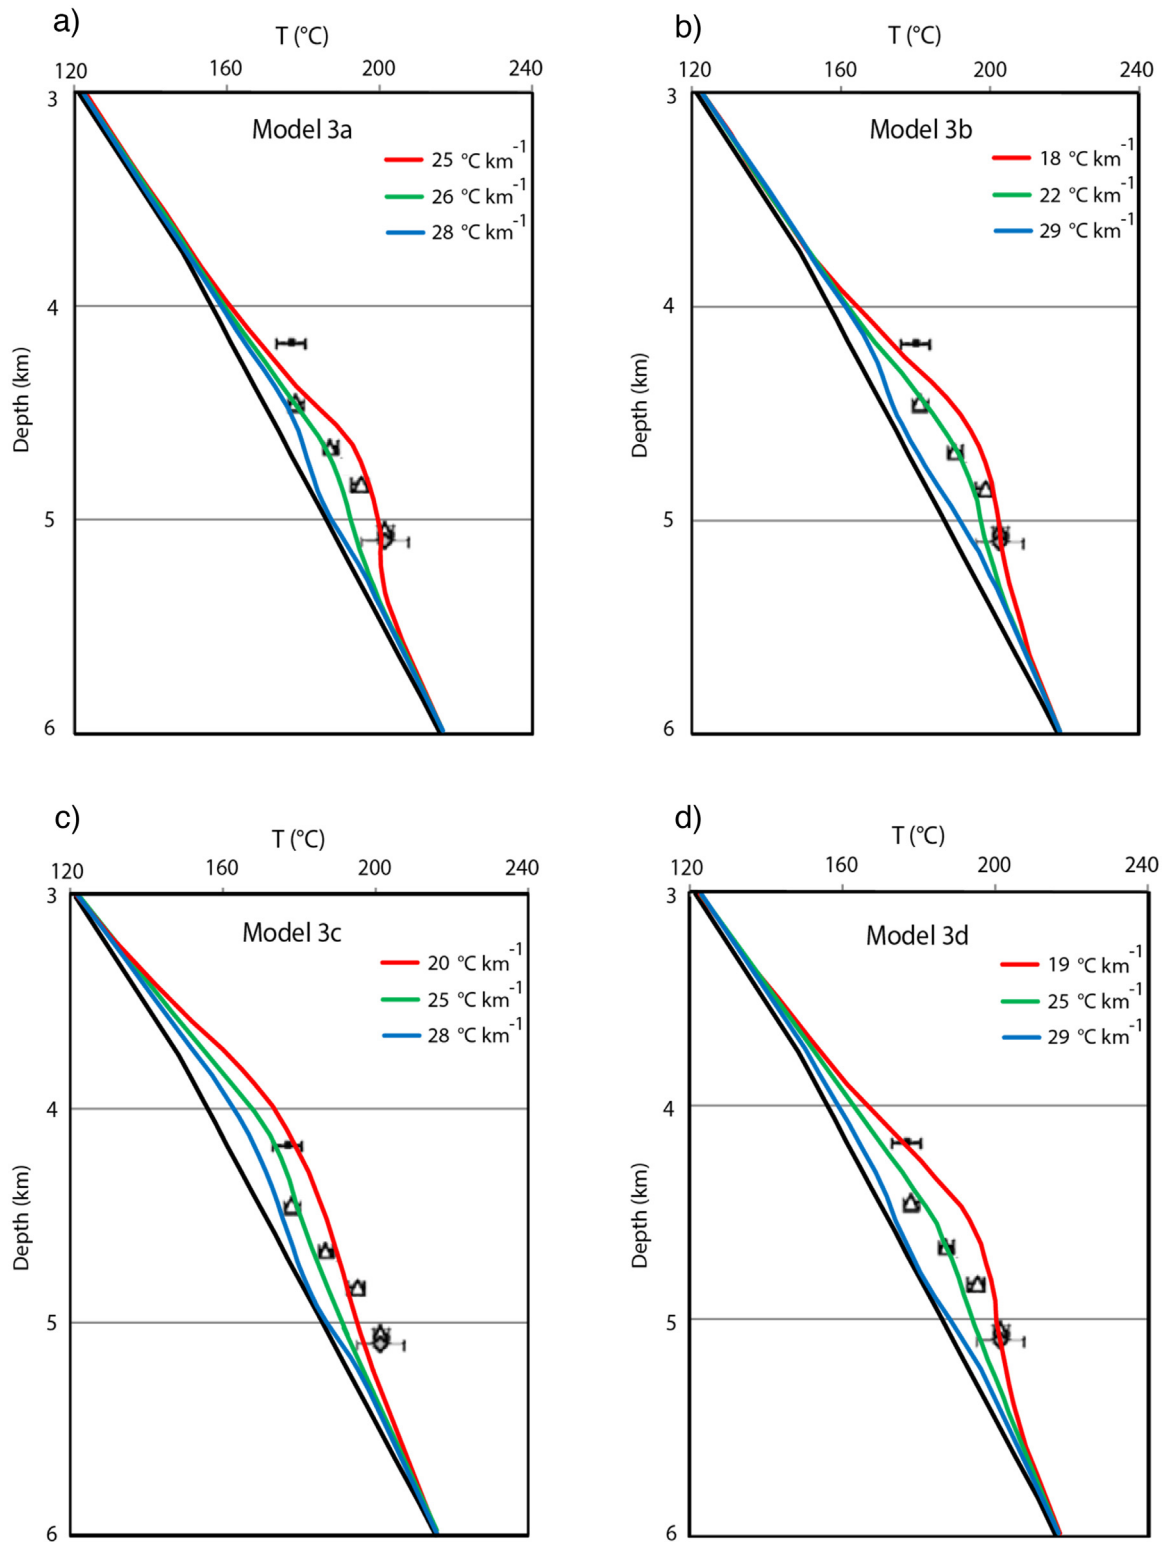 a)
T (°C)
120 160 200 240
3
Model 3a
25 °C km-1
26 °C km-1
28 °C km-1
4
Depth (km)
5
6
b)
T (°C)
120 160 200 240
3
Model 3b
18 °C km-1
22 °C km-1
29 °C km-1
4
Depth (km)
5
6
c)
T (°C)
120 160 200 240
3
Model 3c
20 °C km-1
25 °C km-1
28 °C km-1
4
Depth (km)
5
6
d)
T (°C)
120 160 200 240
3
Model 3d
19 °C km-1
25 °C km-1
29 °C km-1
4
Depth (km)
5
6